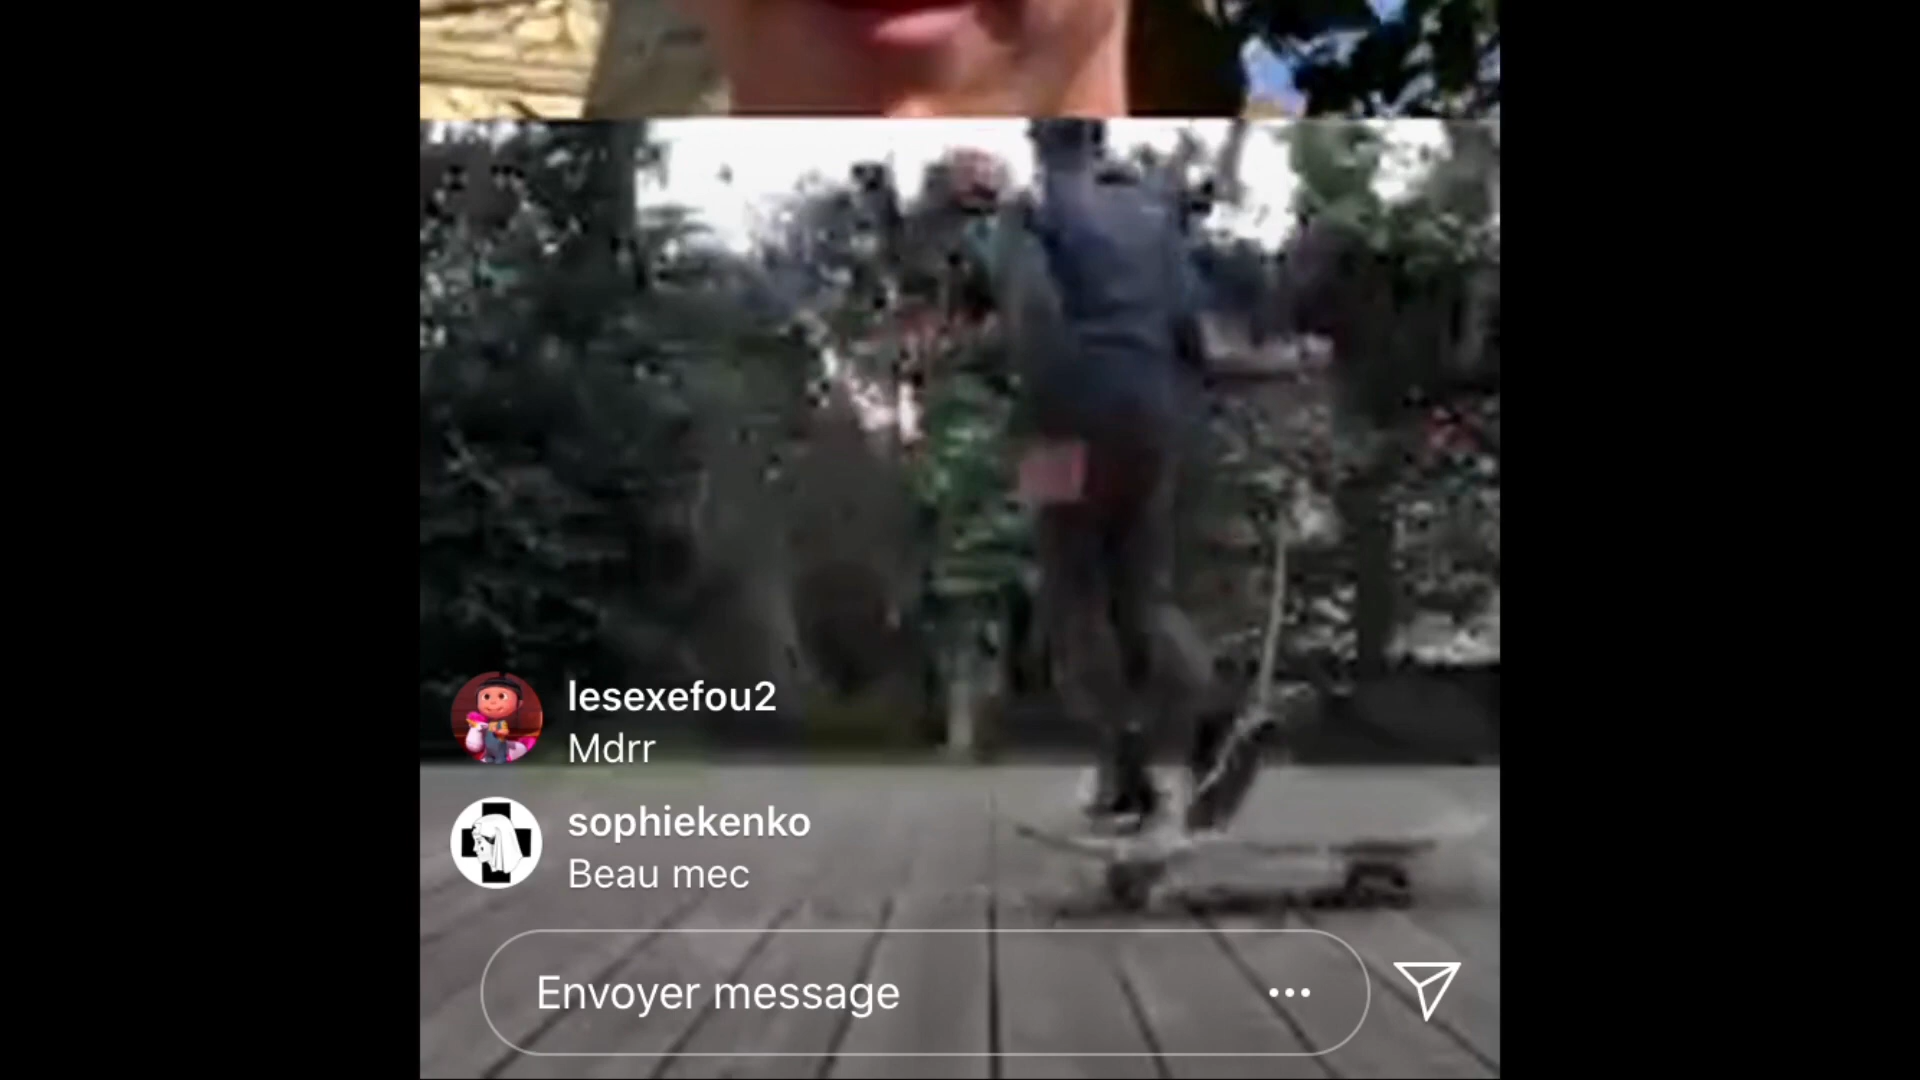 lesexefou2
Mdrr
sophiekenko
Beau mec
Envoyer message